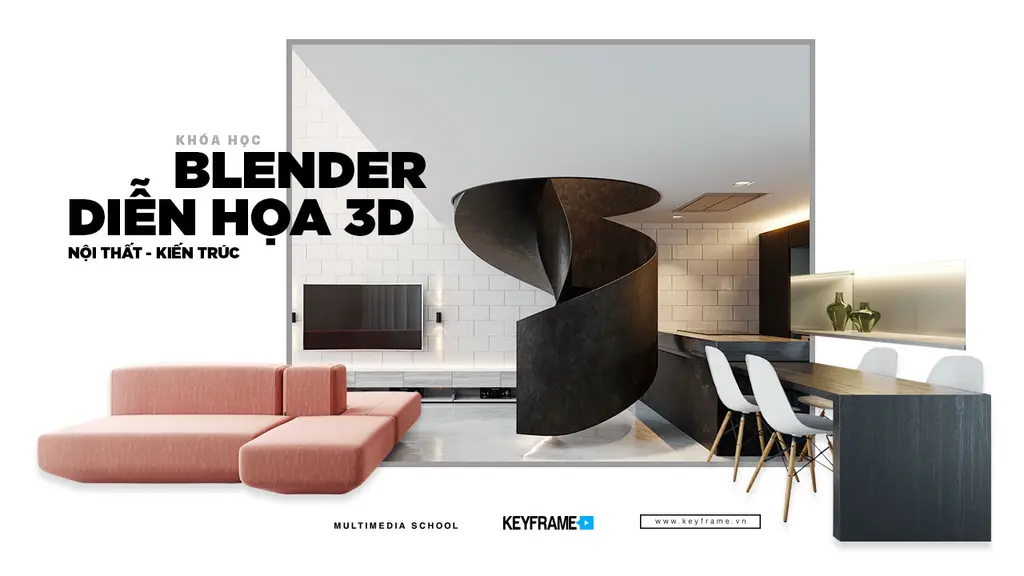 KHÓA HỌC
BLENDER
DIỄN HỌA 3D
NỘI THẤT - KIẾN TRÚC
MULTIMEDIA SCHOOL
KEYFRAME
www.keyframe.vn